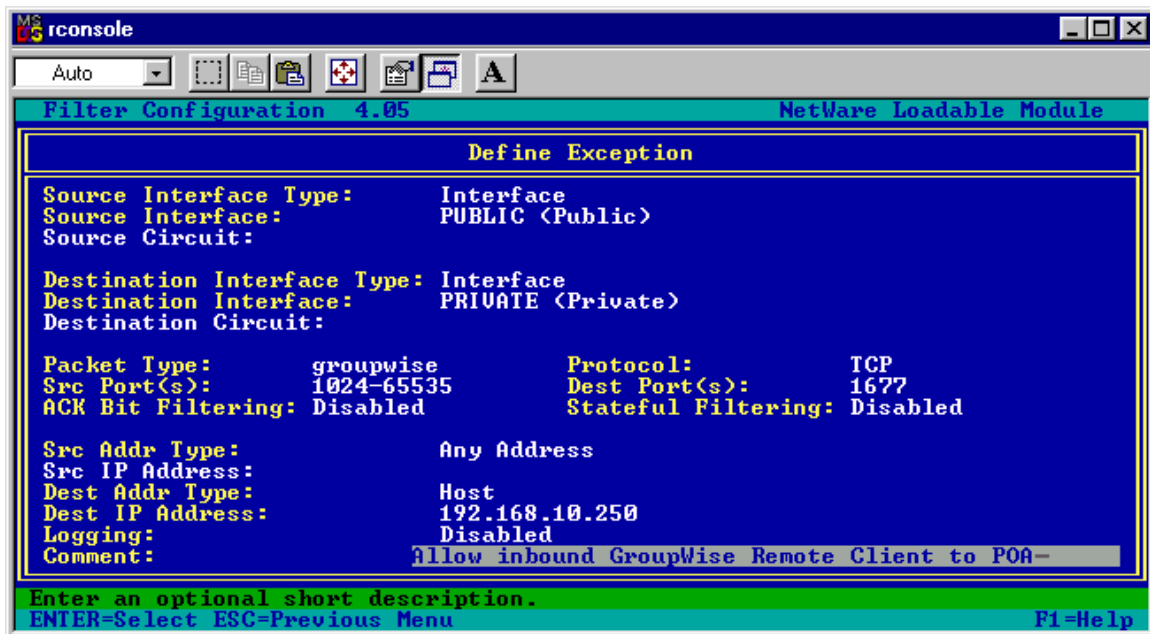 MS rconsole
Auto A
Filter Configuration 4.05 NetWare Loadable Module
Define Exception
Source Interface Type: Interface
Source Interface: PUBLIC (Public)
Source Circuit:
Destination Interface Type: Interface
Destination Interface: PRIVATE (Private)
Destination Circuit:
Packet Type: groupwise Protocol: TCP
Src Port(s): 1024-65535 Dest Port(s): 1677
ACK Bit Filtering: Disabled Stateful Filtering: Disabled
Src Addr Type: Any Address
Src IP Address:
Dest Addr Type: Host
Dest IP Address: 192.168.10.250
Logging: Disabled
Comment: Allow inbound GroupWise Remote Client to POA
Enter an optional short description.
ENTER=Select ESC=Previous Menu F1=Help